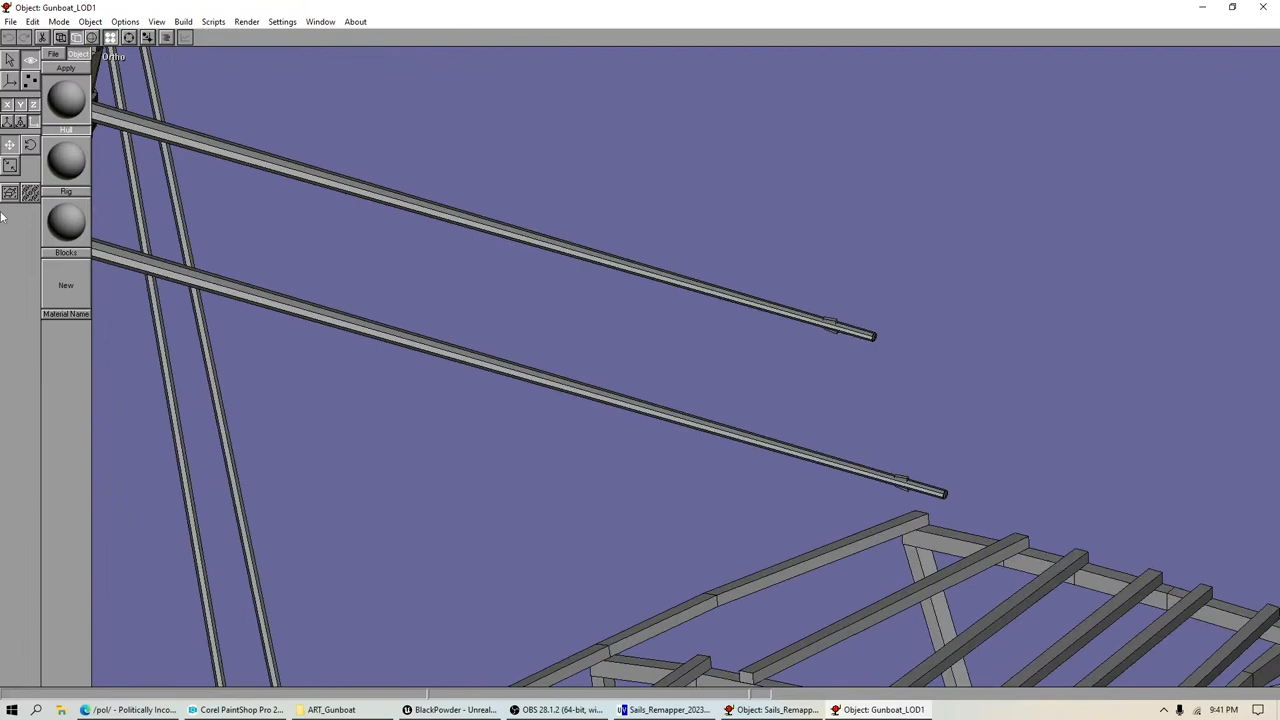 Object: Gunboat_LOD1
File Edit Mode Object Options View Build Scripts Render Settings Window About
File Object
Ortho
Apply
X Y Z
Hull
Rig
Blocks
New
Material Name
/pol/ - Politically Inco...
Corel PaintShop Pro 2...
ART_Gunboat
BlackPowder - Unreal...
OBS 28.1.2 (64-bit, wi...
Sails_Remapper_2023...
Object: Sails_Remapp...
Object: Gunboat_LOD1
9:41 PM